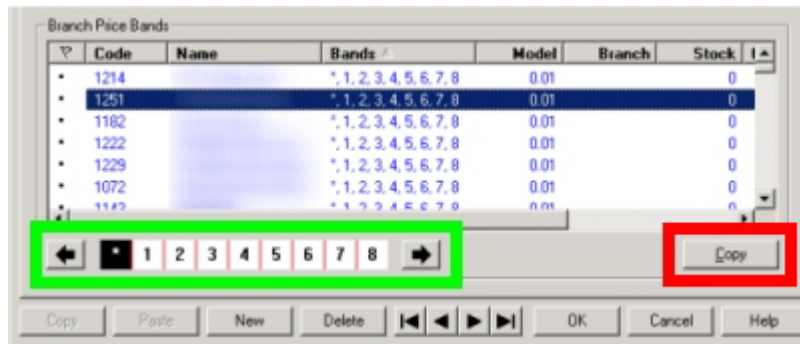 Branch Price Bands
Code Name Bands Model Branch Stock
1214 *, 1, 2, 3, 4, 5, 6, 7, 8 0.01 0
1251 *, 1, 2, 3, 4, 5, 6, 7, 8 0.01 0
1182 *, 1, 2, 3, 4, 5, 6, 7, 8 0.01 0
1222 *, 1, 2, 3, 4, 5, 6, 7, 8 0.01 0
1229 *, 1, 2, 3, 4, 5, 6, 7, 8 0.01 0
1072 *, 1, 2, 3, 4, 5, 6, 7, 8 0.01 0
* 1 2 3 4 5 6 7 8 Copy
Copy Paste New Delete OK Cancel Help